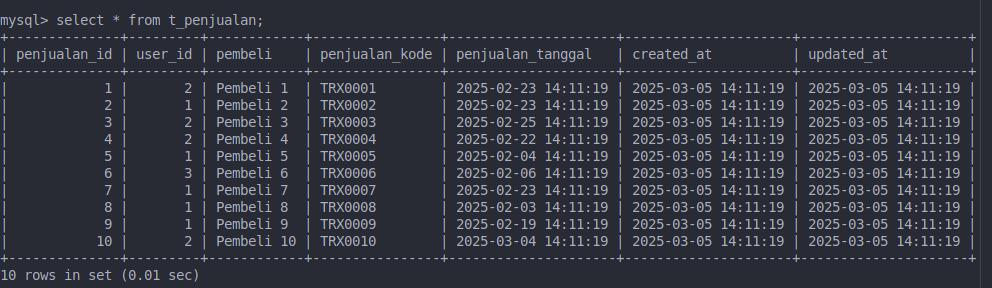 mysql> select * from t_penjualan;
+--------------+---------+------------+----------------+---------------------+---------------------+---------------------+
| penjualan_id | user_id | pembeli    | penjualan_kode | penjualan_tanggal   | created_at          | updated_at          |
+--------------+---------+------------+----------------+---------------------+---------------------+---------------------+
|            1 |       2 | Pembeli 1  | TRX0001        | 2025-02-23 14:11:19 | 2025-03-05 14:11:19 | 2025-03-05 14:11:19 |
|            2 |       1 | Pembeli 2  | TRX0002        | 2025-02-23 14:11:19 | 2025-03-05 14:11:19 | 2025-03-05 14:11:19 |
|            3 |       2 | Pembeli 3  | TRX0003        | 2025-02-25 14:11:19 | 2025-03-05 14:11:19 | 2025-03-05 14:11:19 |
|            4 |       2 | Pembeli 4  | TRX0004        | 2025-02-22 14:11:19 | 2025-03-05 14:11:19 | 2025-03-05 14:11:19 |
|            5 |       1 | Pembeli 5  | TRX0005        | 2025-02-04 14:11:19 | 2025-03-05 14:11:19 | 2025-03-05 14:11:19 |
|            6 |       3 | Pembeli 6  | TRX0006        | 2025-02-06 14:11:19 | 2025-03-05 14:11:19 | 2025-03-05 14:11:19 |
|            7 |       1 | Pembeli 7  | TRX0007        | 2025-02-23 14:11:19 | 2025-03-05 14:11:19 | 2025-03-05 14:11:19 |
|            8 |       1 | Pembeli 8  | TRX0008        | 2025-02-03 14:11:19 | 2025-03-05 14:11:19 | 2025-03-05 14:11:19 |
|            9 |       1 | Pembeli 9  | TRX0009        | 2025-02-19 14:11:19 | 2025-03-05 14:11:19 | 2025-03-05 14:11:19 |
|           10 |       2 | Pembeli 10 | TRX0010        | 2025-03-04 14:11:19 | 2025-03-05 14:11:19 | 2025-03-05 14:11:19 |
+--------------+---------+------------+----------------+---------------------+---------------------+---------------------+
10 rows in set (0.01 sec)